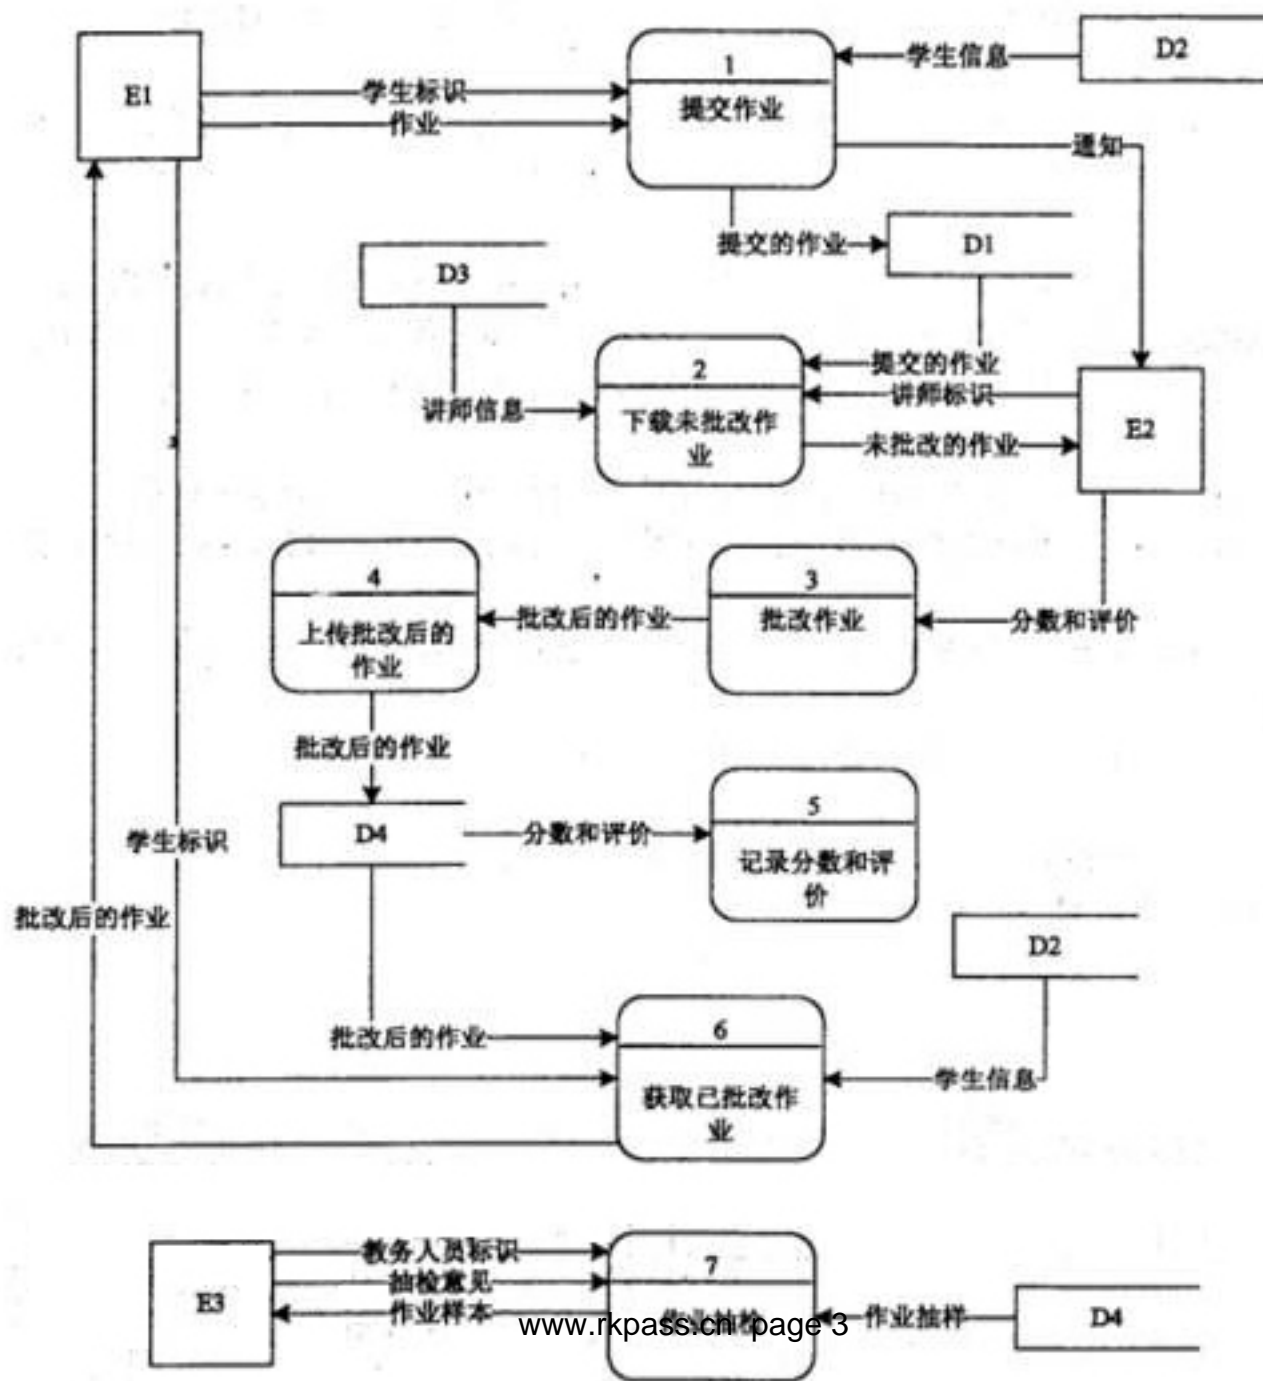 E1
学生标识
作业
1
提交作业
学生信息
D2
通知
提交的作业
D1
D3
讲师信息
2
下载未批改作
业
提交的作业
讲师标识
未批改的作业
E2
4
上传批改后的
作业
批改后的作业
3
批改作业
分数和评价
批改后的作业
D4
分数和评价
5
记录分数和评
价
学生标识
批改后的作业
D2
批改后的作业
6
获取已批改作
业
学生信息
E3
教务人员标识
抽检意见
作业样本
7
作业抽检
作业抽样
D4
www.rkpass.cn page 3